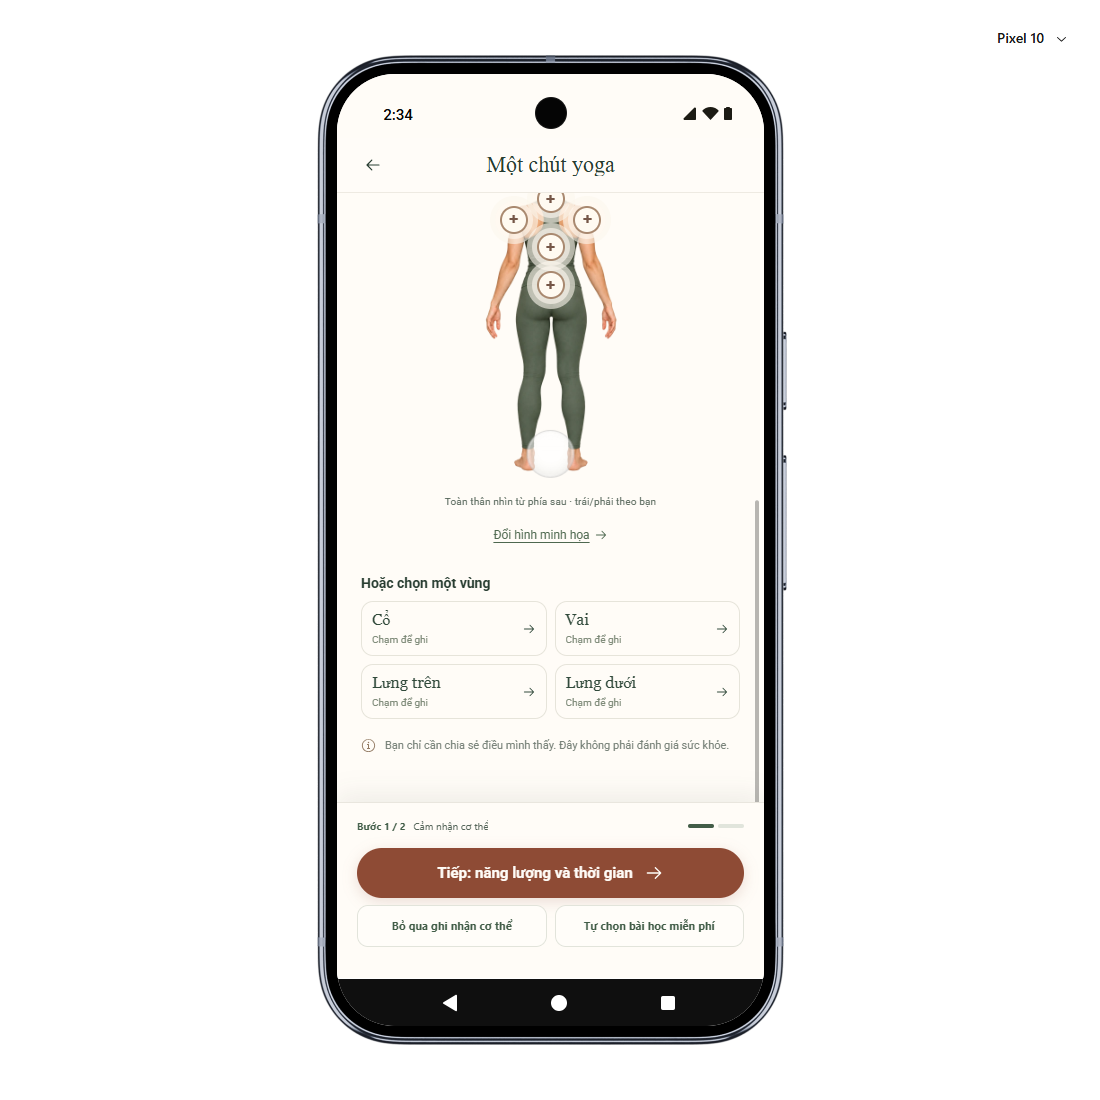 Pixel 10
2:34
Một chút yoga
Toàn thân nhìn từ phía sau · trái/phải theo bạn
Đổi hình minh họa
Hoặc chọn một vùng
Cổ
Chạm để ghi
Vai
Chạm để ghi
Lưng trên
Chạm để ghi
Lưng dưới
Chạm để ghi
Bạn chỉ cần chia sẻ điều mình thấy. Đây không phải đánh giá sức khỏe.
Bước 1 / 2 Cảm nhận cơ thể
Tiếp: năng lượng và thời gian
Bỏ qua ghi nhận cơ thể
Tự chọn bài học miễn phí